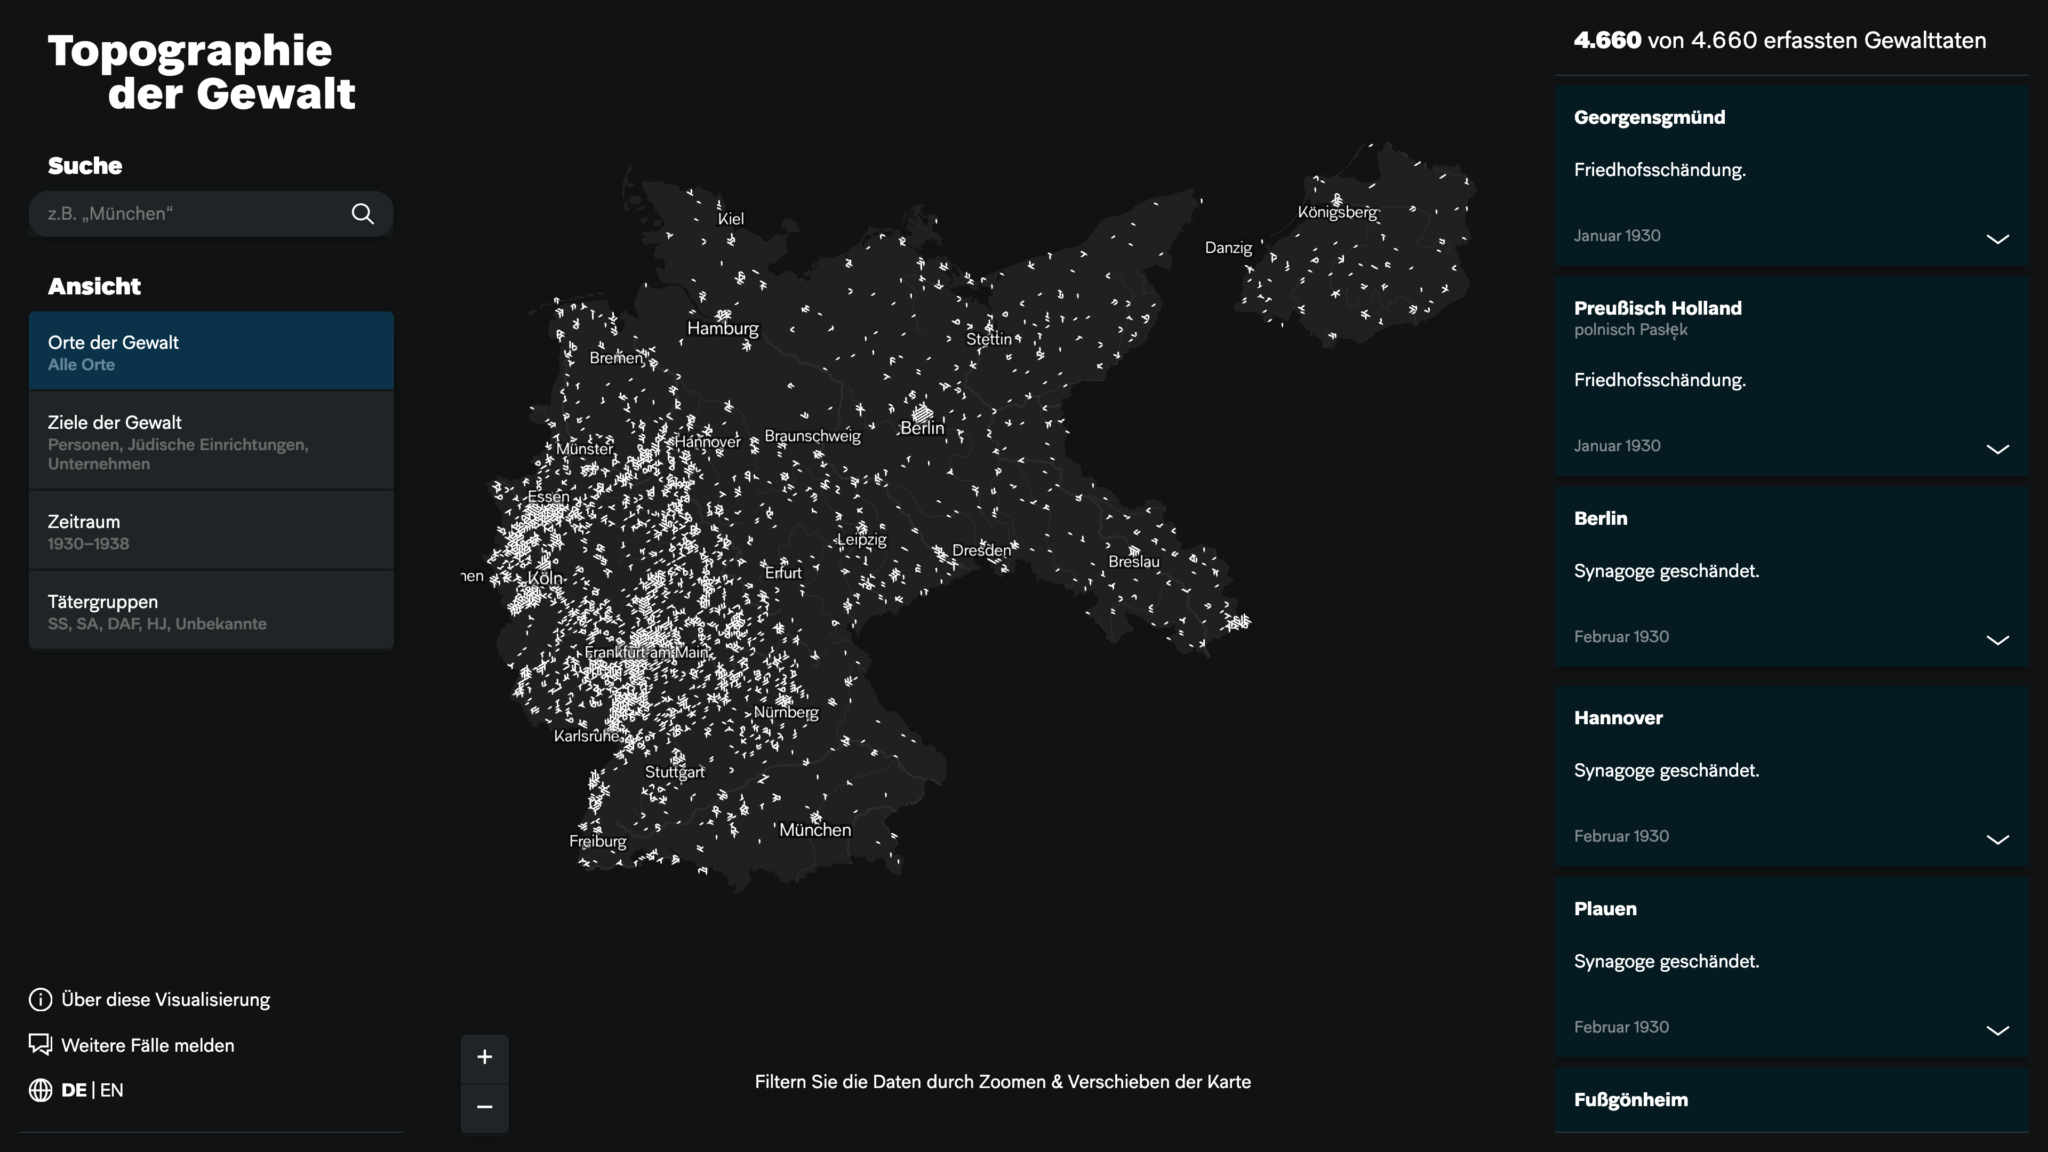 Topographie
der Gewalt
Suche
z.B. „München“
Ansicht
Orte der Gewalt
Alle Orte
Ziele der Gewalt
Personen, Jüdische Einrichtungen,
Unternehmen
Zeitraum
1930–1938
Tätergruppen
SS, SA, DAF, HJ, Unbekannte
Über diese Visualisierung
Weitere Fälle melden
DE | EN
Kiel
Königsberg
Danzig
Hamburg
Stettin
Bremen
Berlin
Braunschweig
Hannover
Münster
Essen
Leipzig
Dresden
Breslau
Erfurt
hen
Köln
Frankfurt am Main
Nürnberg
Karlsruhe
Stuttgart
München
Freiburg
+
−
Filtern Sie die Daten durch Zoomen & Verschieben der Karte
4.660 von 4.660 erfassten Gewalttaten
Georgensgmünd
Friedhofsschändung.
Januar 1930
Preußisch Holland
polnisch Pasłęk
Friedhofsschändung.
Januar 1930
Berlin
Synagoge geschändet.
Februar 1930
Hannover
Synagoge geschändet.
Februar 1930
Plauen
Synagoge geschändet.
Februar 1930
Fußgönheim